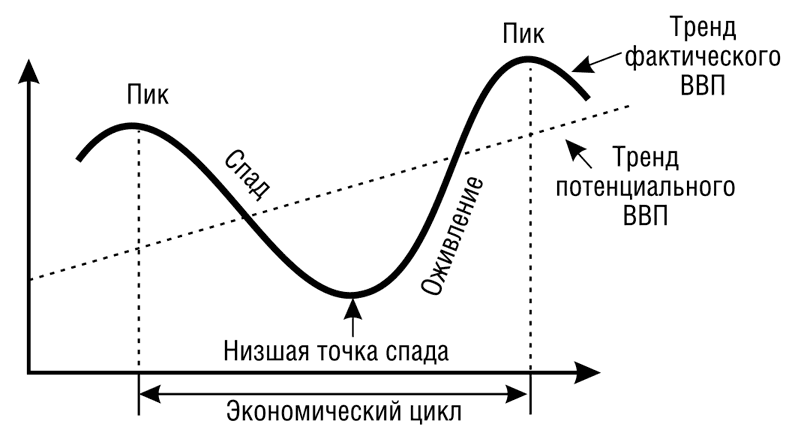 Пик
Пик
Тренд
фактического
ВВП
Спад
Оживление
Тренд
потенциального
ВВП
Низшая точка спада
Экономический цикл